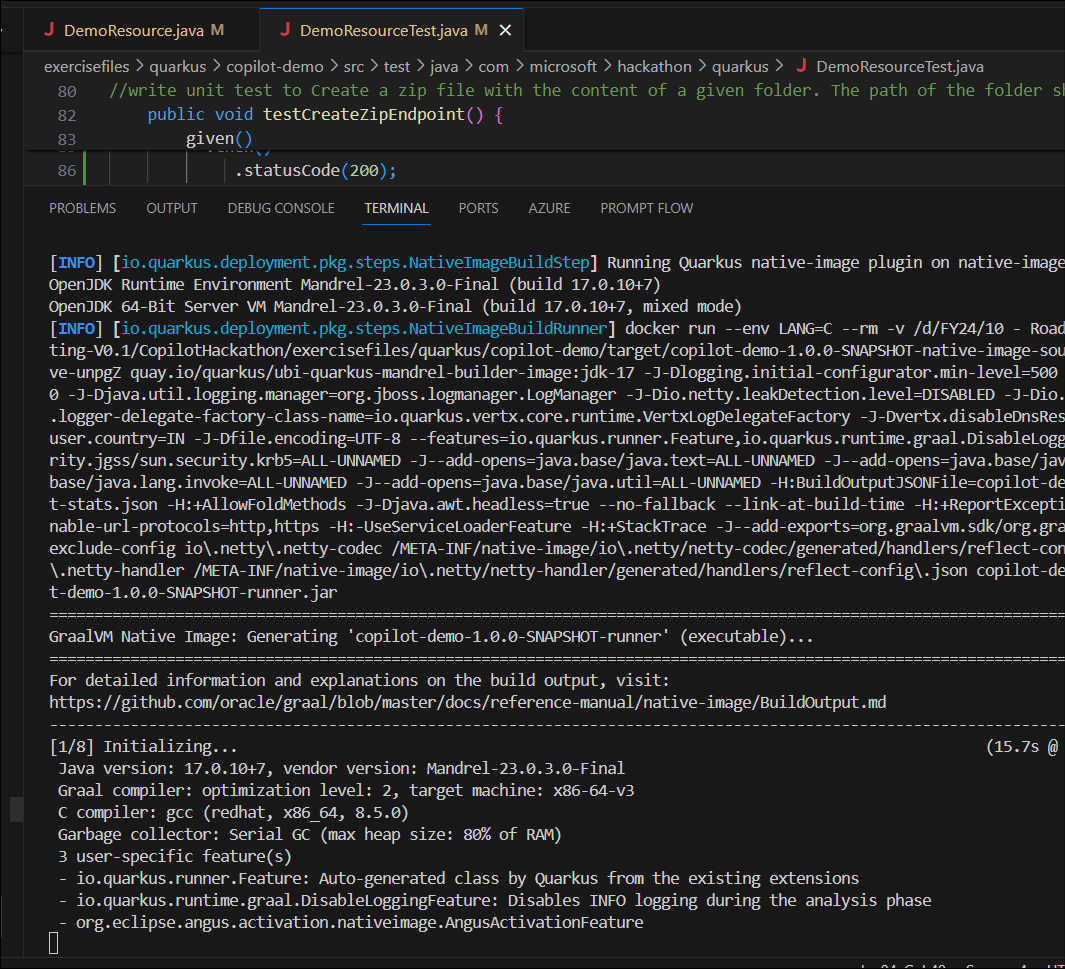 J DemoResource.java M J DemoResourceTest.java M
exercisefiles > quarkus > copilot-demo > src > test > java > com > microsoft > hackathon > quarkus > J DemoResourceTest.java
80 //write unit test to Create a zip file with the content of a given folder. The path of the folder sh
82 public void testCreateZipEndpoint() {
83 given()
86 .statusCode(200);
PROBLEMS OUTPUT DEBUG CONSOLE TERMINAL PORTS AZURE PROMPT FLOW
[INFO] [io.quarkus.deployment.pkg.steps.NativeImageBuildStep] Running Quarkus native-image plugin on native-image
OpenJDK Runtime Environment Mandrel-23.0.3.0-Final (build 17.0.10+7)
OpenJDK 64-Bit Server VM Mandrel-23.0.3.0-Final (build 17.0.10+7, mixed mode)
[INFO] [io.quarkus.deployment.pkg.steps.NativeImageBuildRunner] docker run --env LANG=C --rm -v /d/FY24/10 - Road
ting-V0.1/CopilotHackathon/exercisefiles/quarkus/copilot-demo/target/copilot-demo-1.0.0-SNAPSHOT-native-image-sou
ve-unpgZ quay.io/quarkus/ubi-quarkus-mandrel-builder-image:jdk-17 -J-Dlogging.initial-configurator.min-level=500
0 -J-Djava.util.logging.manager=org.jboss.logmanager.LogManager -J-Dio.netty.leakDetection.level=DISABLED -J-Dio.
.logger-delegate-factory-class-name=io.quarkus.vertx.core.runtime.VertxLogDelegateFactory -J-Dvertx.disableDnsRes
user.country=IN -J-Dfile.encoding=UTF-8 --features=io.quarkus.runner.Feature,io.quarkus.runtime.graal.DisableLogg
rity.jgss/sun.security.krb5=ALL-UNNAMED -J--add-opens=java.base/java.text=ALL-UNNAMED -J--add-opens=java.base/jav
base/java.lang.invoke=ALL-UNNAMED -J--add-opens=java.base/java.util=ALL-UNNAMED -H:BuildOutputJSONFile=copilot-de
t-stats.json -H:+AllowFoldMethods -J-Djava.awt.headless=true --no-fallback --link-at-build-time -H:+ReportExcepti
nable-url-protocols=http,https -H:-UseServiceLoaderFeature -H:+StackTrace -J--add-exports=org.graalvm.sdk/org.gra
exclude-config io\.netty\.netty-codec /META-INF/native-image/io\.netty/netty-codec/generated/handlers/reflect-con
\.netty-handler /META-INF/native-image/io\.netty/netty-handler/generated/handlers/reflect-config\.json copilot-de
t-demo-1.0.0-SNAPSHOT-runner.jar
GraalVM Native Image: Generating 'copilot-demo-1.0.0-SNAPSHOT-runner' (executable)...
For detailed information and explanations on the build output, visit:
https://github.com/oracle/graal/blob/master/docs/reference-manual/native-image/BuildOutput.md
[1/8] Initializing... (15.7s @
Java version: 17.0.10+7, vendor version: Mandrel-23.0.3.0-Final
Graal compiler: optimization level: 2, target machine: x86-64-v3
C compiler: gcc (redhat, x86_64, 8.5.0)
Garbage collector: Serial GC (max heap size: 80% of RAM)
3 user-specific feature(s)
- io.quarkus.runner.Feature: Auto-generated class by Quarkus from the existing extensions
- io.quarkus.runtime.graal.DisableLoggingFeature: Disables INFO logging during the analysis phase
- org.eclipse.angus.activation.nativeimage.AngusActivationFeature